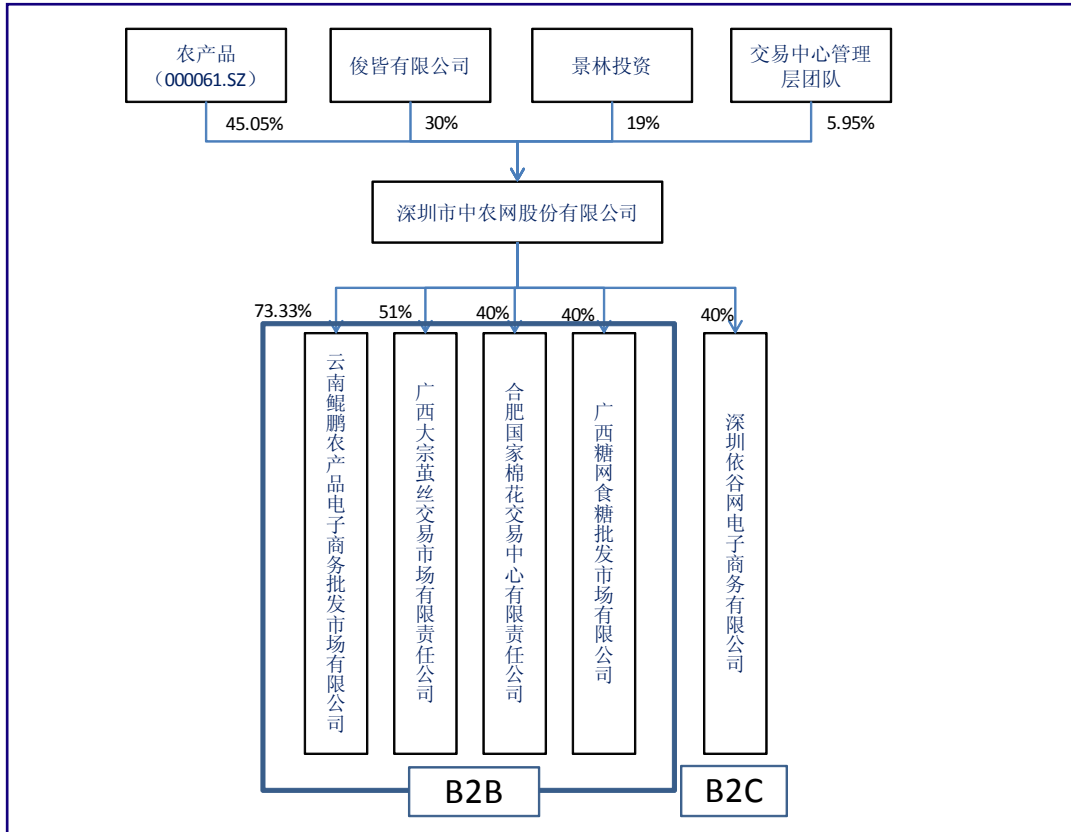 农产品
（000061.SZ）
俊皆有限公司
景林投资
交易中心管理
层团队
45.05%
30%
19%
5.95%
深圳市中农网股份有限公司
73.33%
51%
40%
40%
40%
云南鲲鹏农产品电子商务批发市场有限公司
广西大宗茧丝交易市场有限责任公司
合肥国家棉花交易中心有限责任公司
广西糖网食糖批发市场有限公司
深圳依谷网电子商务有限公司
B2B
B2C